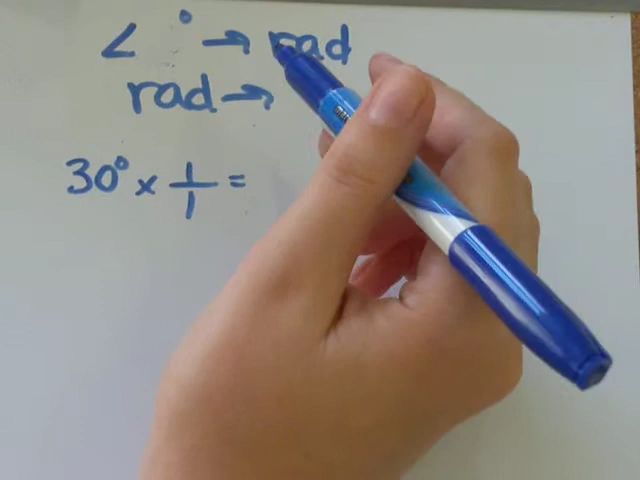 ∠ ° → rad
rad →
30° × 1/1 =